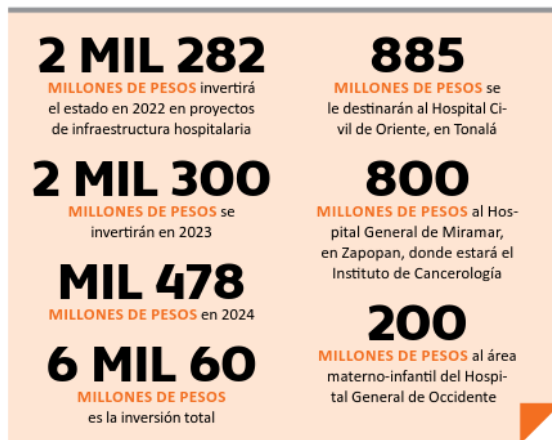 2 MIL 282
MILLONES DE PESOS invertirá
el estado en 2022 en proyectos
de infraestructura hospitalaria
2 MIL 300
MILLONES DE PESOS se
invertirán en 2023
MIL 478
MILLONES DE PESOS en 2024
6 MIL 60
MILLONES DE PESOS
es la inversión total
885
MILLONES DE PESOS se
le destinarán al Hospital Ci-
vil de Oriente, en Tonalá
800
MILLONES DE PESOS al Hos-
pital General de Miramar,
en Zapopan, donde estará el
Instituto de Cancerología
200
MILLONES DE PESOS al área
materno-infantil del Hospi-
tal General de Occidente